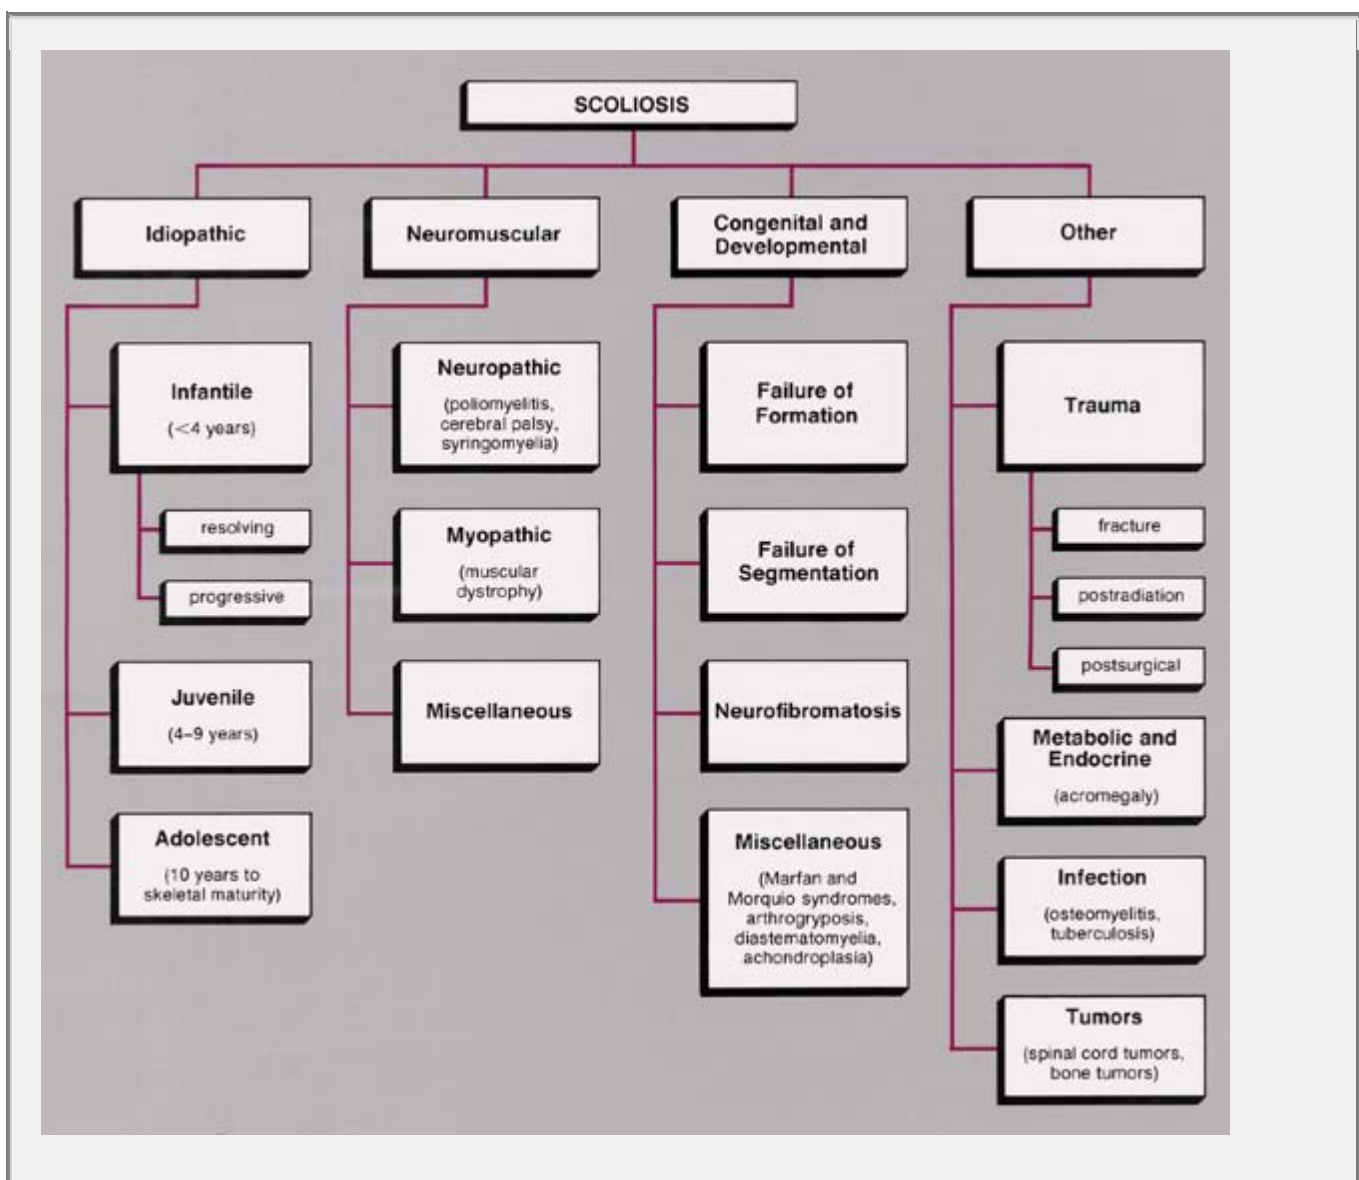 SCOLIOSIS
Idiopathic
Infantile
(<4 years)
resolving
progressive
Juvenile
(4–9 years)
Adolescent
(10 years to
skeletal maturity)
Neuromuscular
Neuropathic
(poliomyelitis,
cerebral palsy,
syringomyelia)
Myopathic
(muscular
dystrophy)
Miscellaneous
Congenital and
Developmental
Failure of
Formation
Failure of
Segmentation
Neurofibromatosis
Miscellaneous
(Marfan and
Morquio syndromes,
arthrogryposis,
diastematomyelia,
achondroplasia)
Other
Trauma
fracture
postradiation
postsurgical
Metabolic and
Endocrine
(acromegaly)
Infection
(osteomyelitis,
tuberculosis)
Tumors
(spinal cord tumors,
bone tumors)